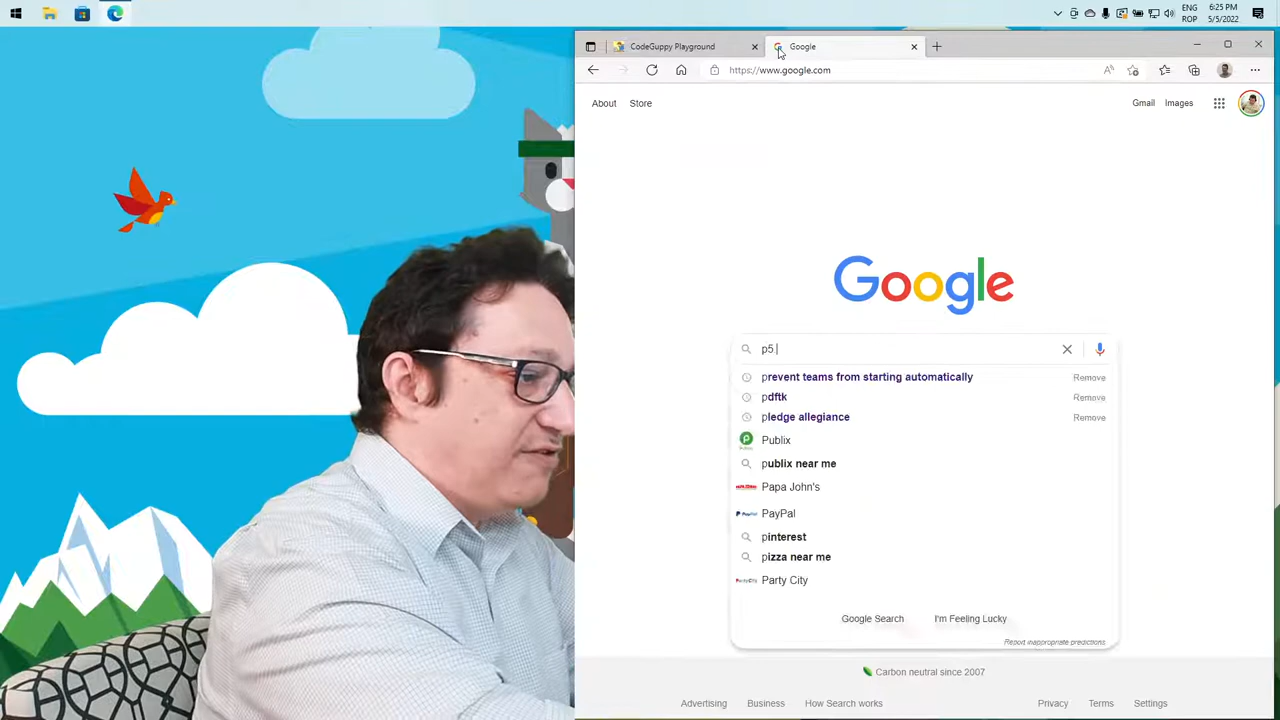 ENG
ROP
6:25 PM
5/5/2022
CodeGuppy Playground
Google
https://www.google.com
About
Store
Gmail
Images
Google
p5
prevent teams from starting automatically
Remove
pdftk
Remove
pledge allegiance
Remove
Publix
publix near me
Papa John's
PayPal
pinterest
pizza near me
Party City
Google Search
I'm Feeling Lucky
Report inappropriate predictions
Carbon neutral since 2007
Advertising
Business
How Search works
Privacy
Terms
Settings